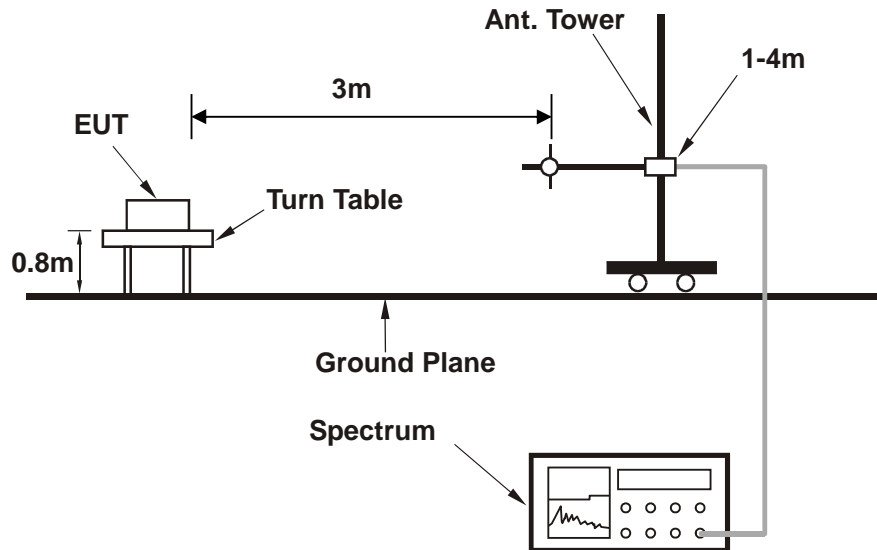 Ant. Tower
1-4m
3m
EUT
Turn Table
0.8m
Ground Plane
Spectrum